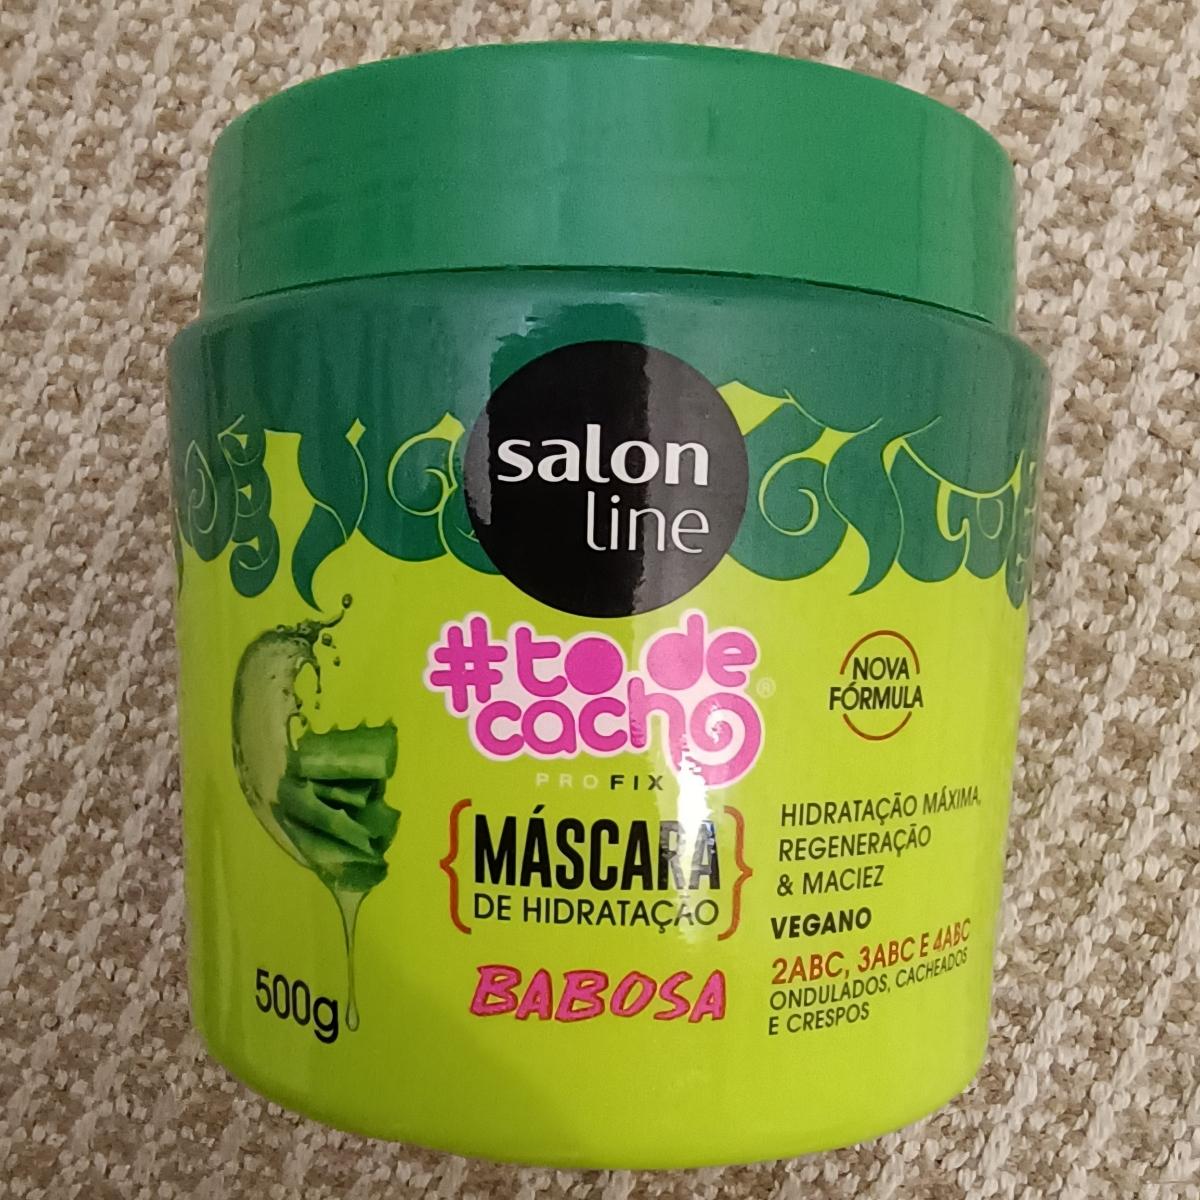 salon
line
#to de
cacho®
PROFIX
{MÁSCARA
DE HIDRATAÇÃO}
BABOSA
500g
NOVA
FÓRMULA
HIDRATAÇÃO MÁXIMA,
REGENERAÇÃO
& MACIEZ
VEGANO
2ABC, 3ABC E 4ABC
ONDULADOS, CACHEADOS
E CRESPOS